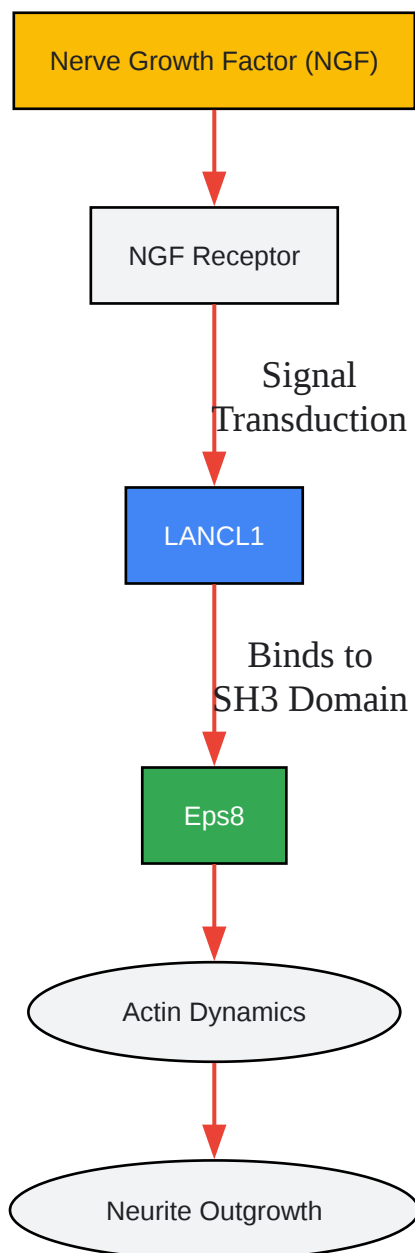 Nerve Growth Factor (NGF)
NGF Receptor
Signal
Transduction
LANCL1
Binds to
SH3 Domain
Eps8
Actin Dynamics
Neurite Outgrowth